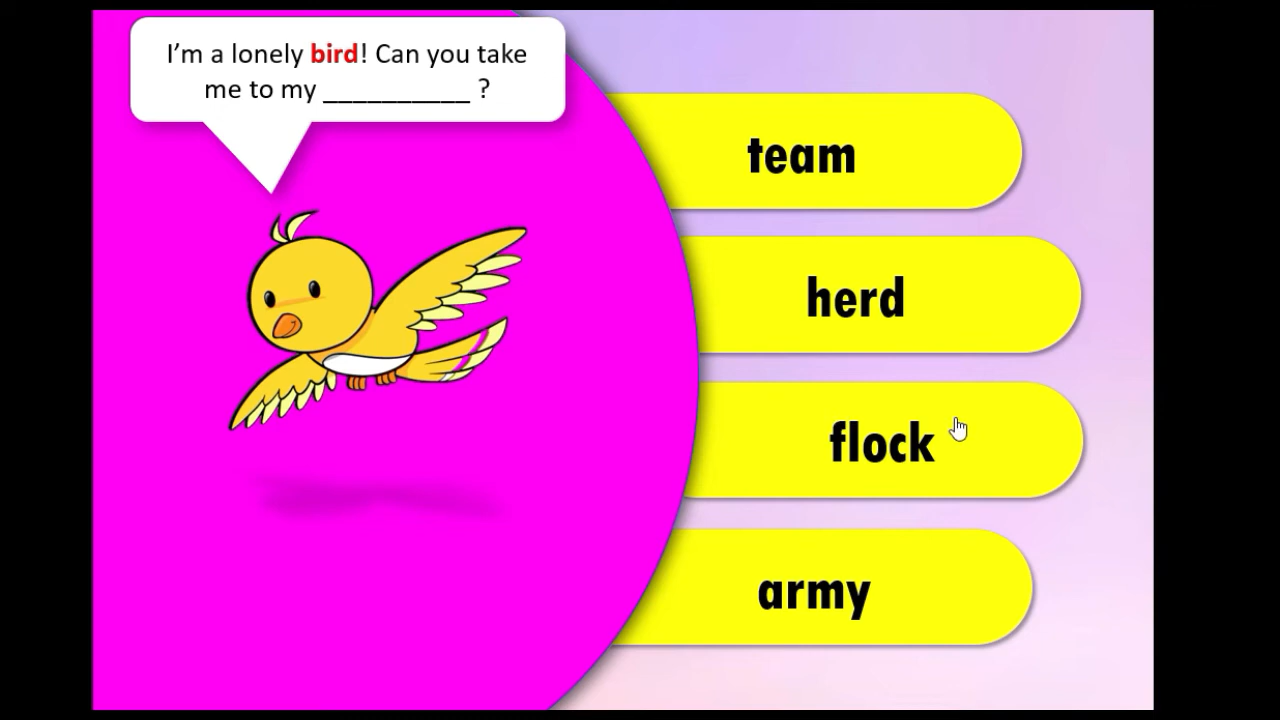 I’m a lonely bird! Can you take
me to my __________ ?
team
herd
flock
army